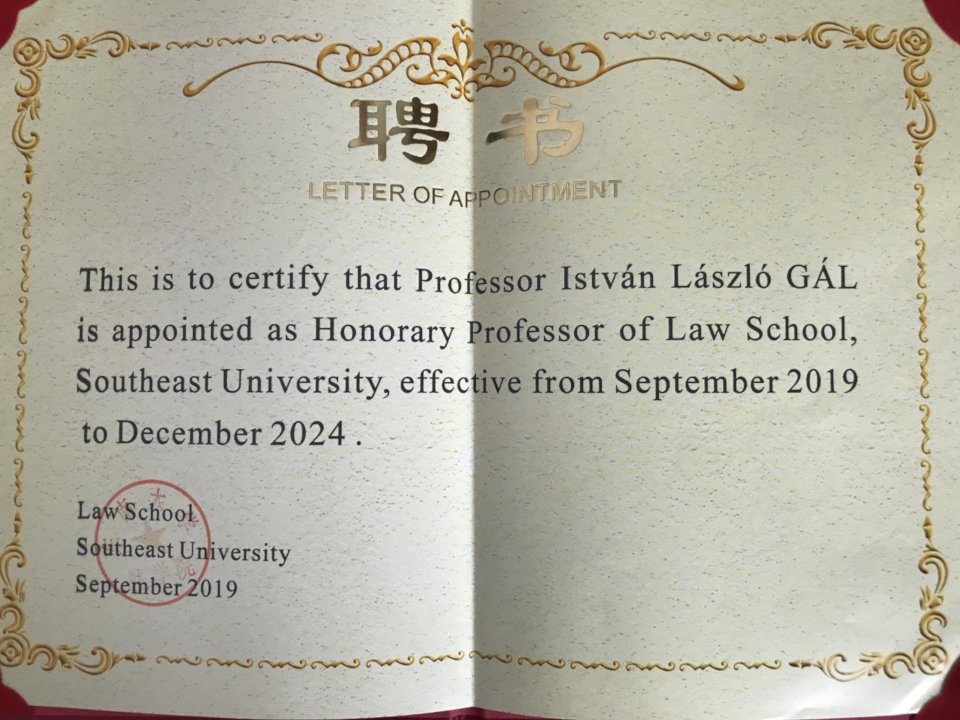 聘书
LETTER OF APPOINTMENT
This is to certify that Professor István László GÁL
is appointed as Honorary Professor of Law School,
Southeast University, effective from September 2019
to December 2024 .
Law School
Southeast University
September 2019